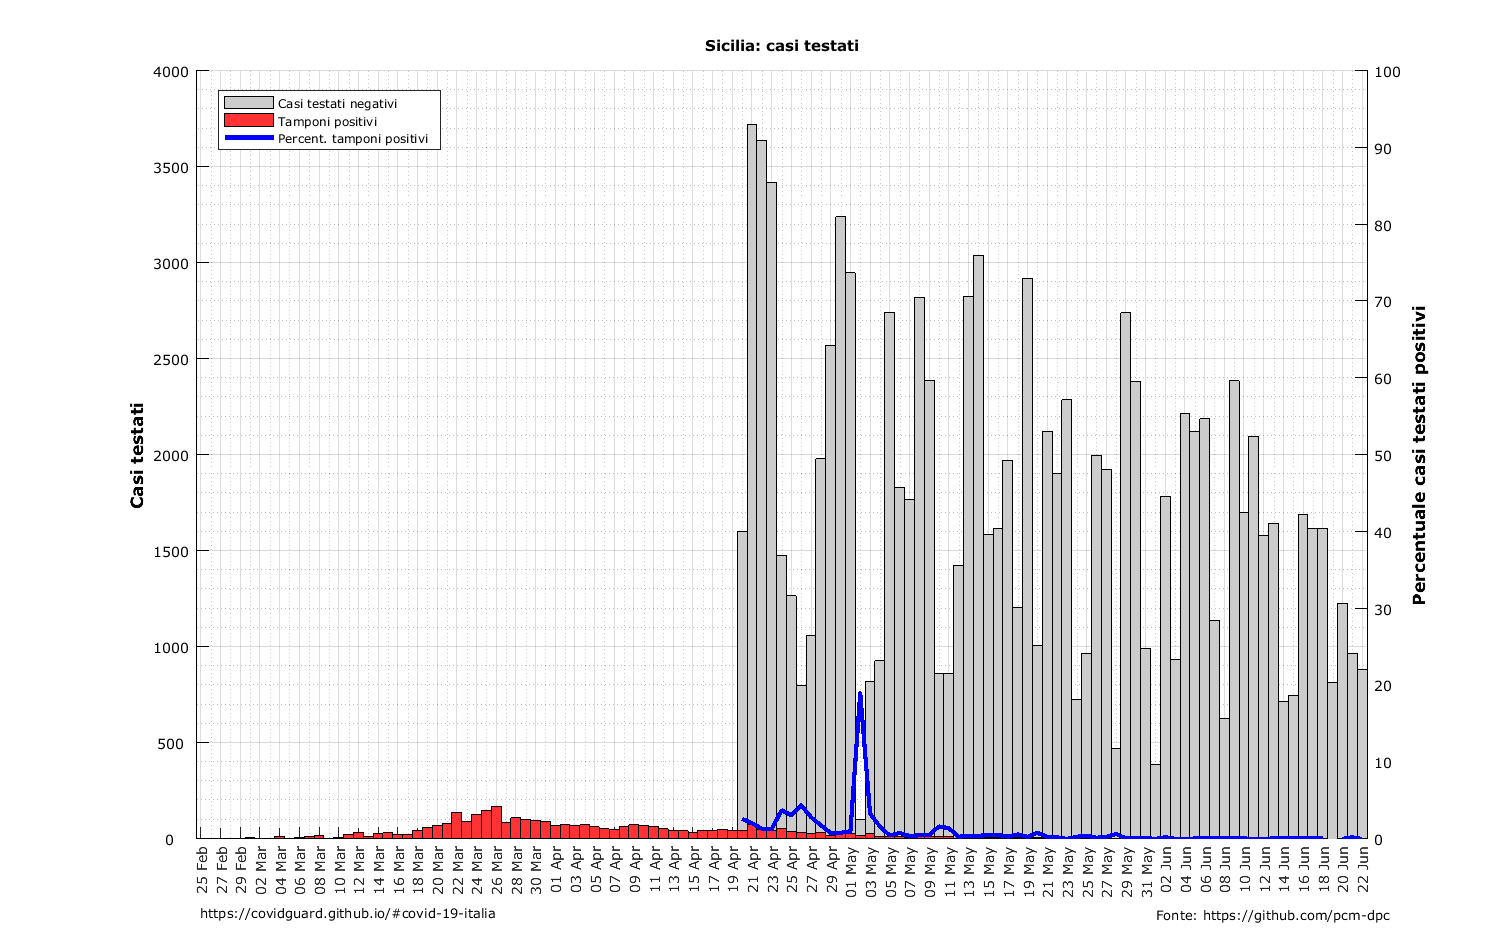 Sicilia: casi testati
Casi testati negativi
Tamponi positivi
Percent. tamponi positivi
Casi testati
4000
3500
3000
2500
2000
1500
1000
500
0
100
90
80
70
60
50
40
30
20
10
0
Percentuale casi testati positivi
25 Feb
27 Feb
29 Feb
02 Mar
04 Mar
06 Mar
08 Mar
10 Mar
12 Mar
14 Mar
16 Mar
18 Mar
20 Mar
22 Mar
24 Mar
26 Mar
28 Mar
30 Mar
01 Apr
03 Apr
05 Apr
07 Apr
09 Apr
11 Apr
13 Apr
15 Apr
17 Apr
19 Apr
21 Apr
23 Apr
25 Apr
27 Apr
29 Apr
01 May
03 May
05 May
07 May
09 May
11 May
13 May
15 May
17 May
19 May
21 May
23 May
25 May
27 May
29 May
31 May
02 Jun
04 Jun
06 Jun
08 Jun
10 Jun
12 Jun
14 Jun
16 Jun
18 Jun
20 Jun
22 Jun
https://covidguard.github.io/#covid-19-italia
Fonte: https://github.com/pcm-dpc